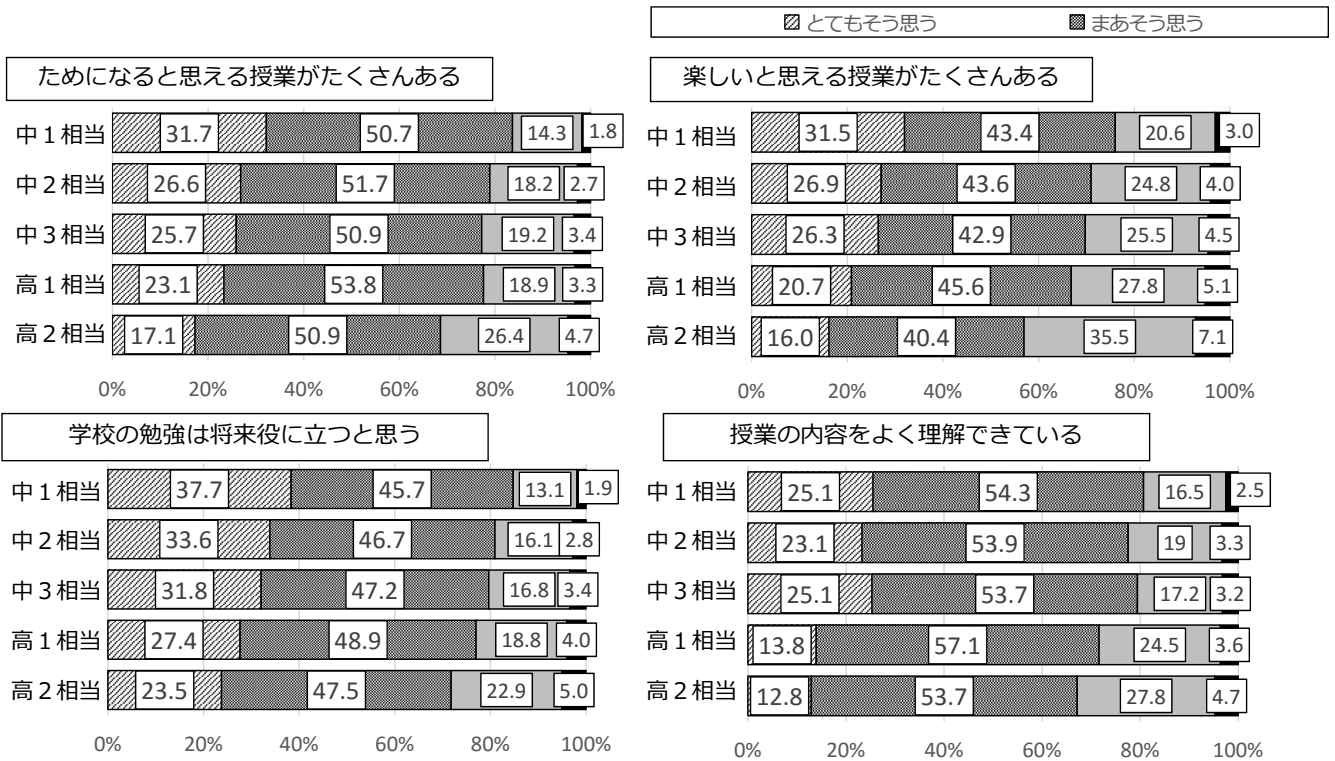 とてもそう思う まあそう思う
ためになると思える授業がたくさんある
中1相当 31.7 50.7 14.3 1.8
中2相当 26.6 51.7 18.2 2.7
中3相当 25.7 50.9 19.2 3.4
高1相当 23.1 53.8 18.9 3.3
高2相当 17.1 50.9 26.4 4.7
0% 20% 40% 60% 80% 100%
楽しいと思える授業がたくさんある
中1相当 31.5 43.4 20.6 3.0
中2相当 26.9 43.6 24.8 4.0
中3相当 26.3 42.9 25.5 4.5
高1相当 20.7 45.6 27.8 5.1
高2相当 16.0 40.4 35.5 7.1
0% 20% 40% 60% 80% 100%
学校の勉強は将来役に立つと思う
中1相当 37.7 45.7 13.1 1.9
中2相当 33.6 46.7 16.1 2.8
中3相当 31.8 47.2 16.8 3.4
高1相当 27.4 48.9 18.8 4.0
高2相当 23.5 47.5 22.9 5.0
0% 20% 40% 60% 80% 100%
授業の内容をよく理解できている
中1相当 25.1 54.3 16.5 2.5
中2相当 23.1 53.9 19 3.3
中3相当 25.1 53.7 17.2 3.2
高1相当 13.8 57.1 24.5 3.6
高2相当 12.8 53.7 27.8 4.7
0% 20% 40% 60% 80% 100%